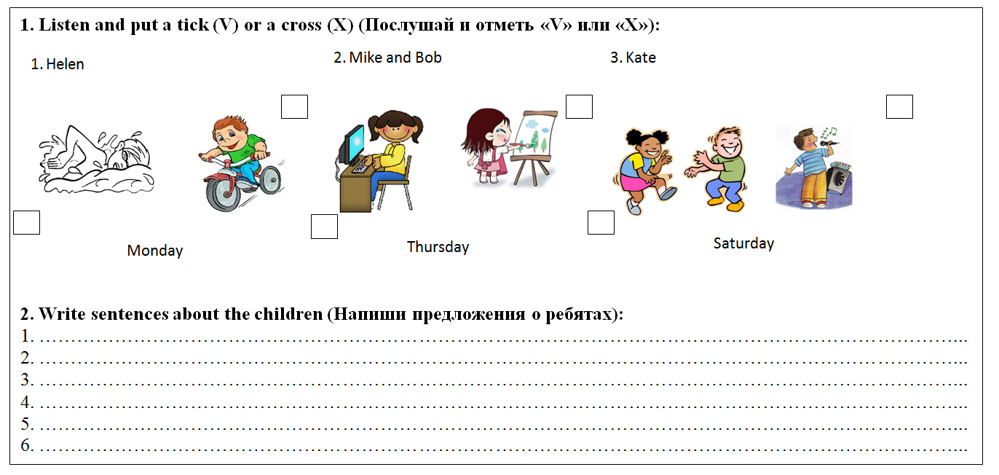 1. Listen and put a tick (V) or a cross (X) (Послушай и отметь «V» или «X»):
1. Helen
2. Mike and Bob
3. Kate
Monday
Thursday
Saturday
2. Write sentences about the children (Напиши предложения о ребятах):
1. ………………………………………………………………………………………………………………………………...
2. ………………………………………………………………………………………………………………………………...
3. ………………………………………………………………………………………………………………………………...
4. ………………………………………………………………………………………………………………………………...
5. ………………………………………………………………………………………………………………………………...
6. ………………………………………………………………………………………………………………………………...